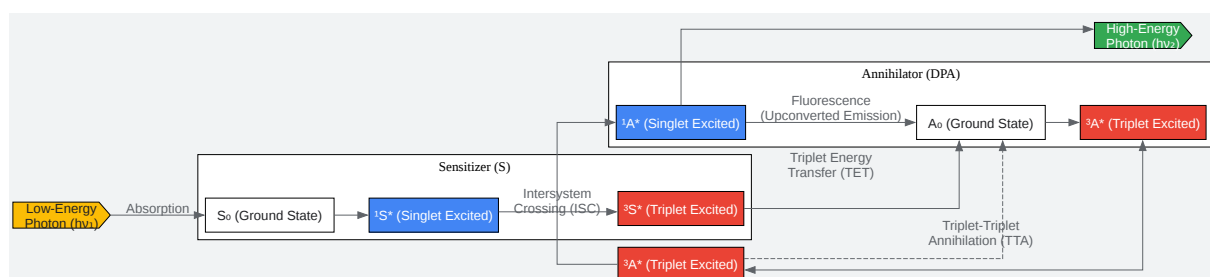 High-Energy
Photon (hν₂)
Annihilator (DPA)
¹A* (Singlet Excited)
Fluorescence
(Upconverted Emission)
A₀ (Ground State)
³A* (Triplet Excited)
Triplet Energy
Transfer (TET)
Sensitizer (S)
Low-Energy
Photon (hν₁)
Absorption
S₀ (Ground State)
¹S* (Singlet Excited)
Intersystem
Crossing (ISC)
³S* (Triplet Excited)
Triplet-Triplet
Annihilation (TTA)
³A* (Triplet Excited)